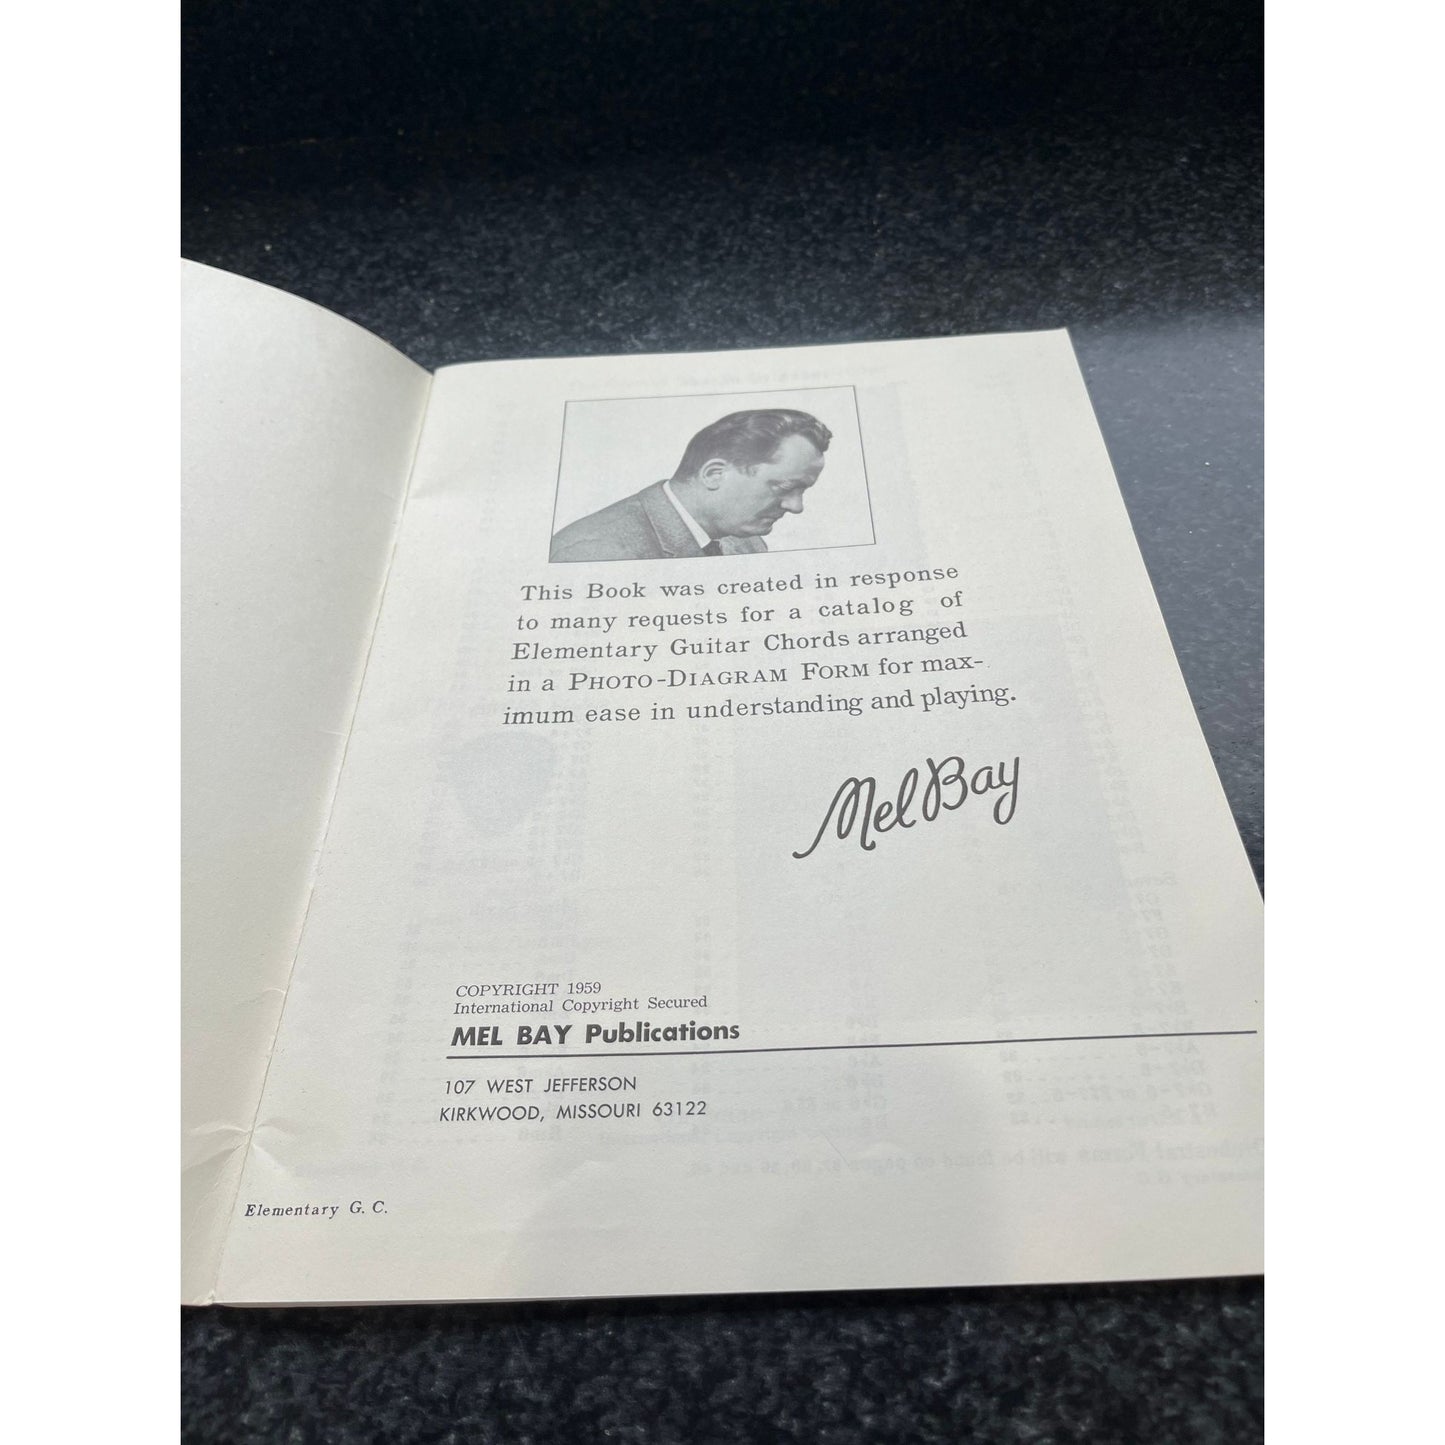 This Book was created in response
to many requests for a catalog of
Elementary Guitar Chords arranged
in a PHOTO-DIAGRAM FORM for max-
imum ease in understanding and playing.
Mel Bay
COPYRIGHT 1959
International Copyright Secured
MEL BAY Publications
107 WEST JEFFERSON
KIRKWOOD, MISSOURI 63122
Elementary G. C.